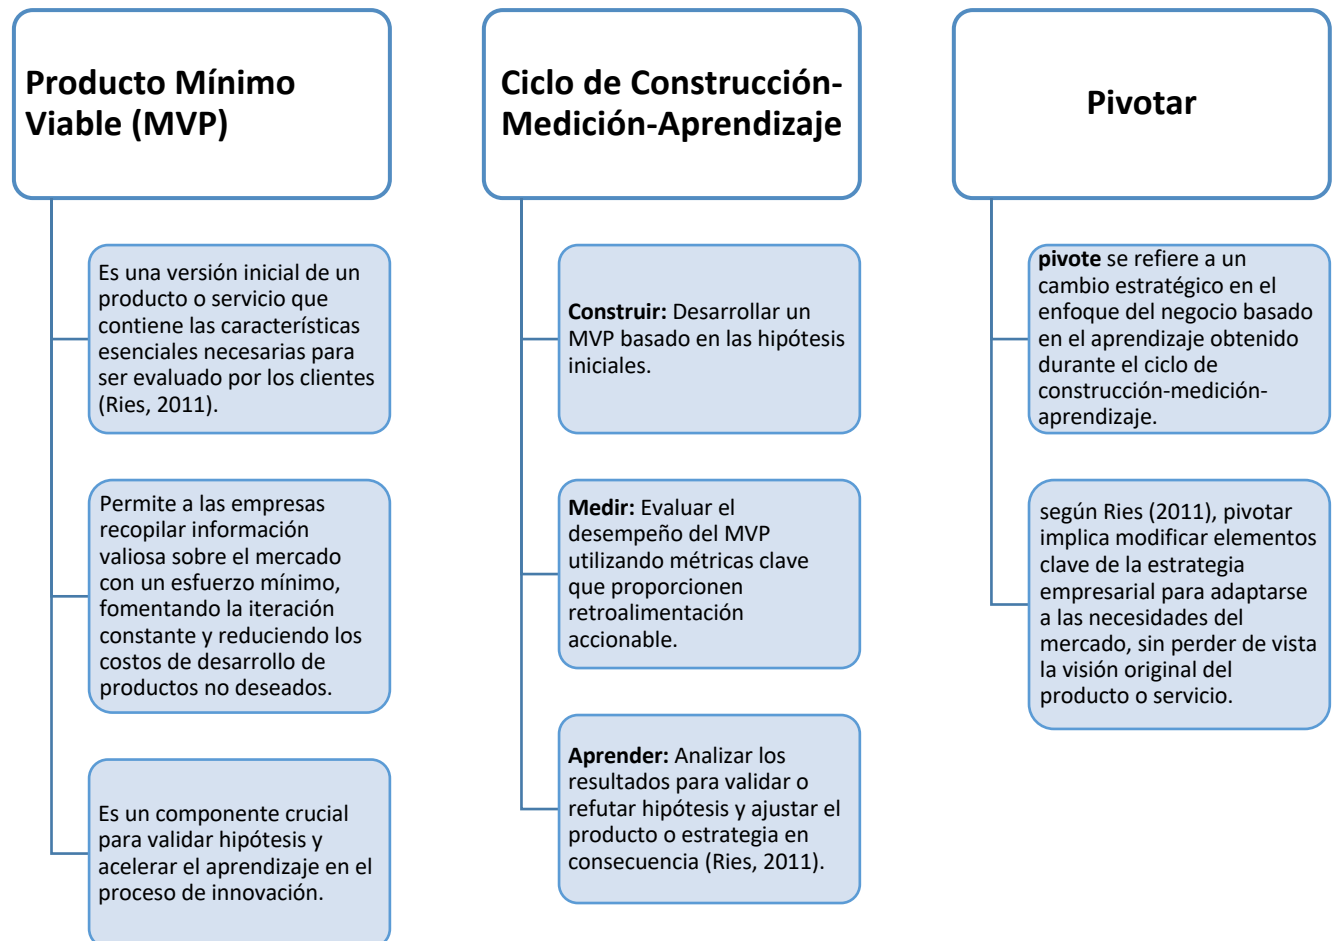 Producto Mínimo
Viable (MVP)
Es una versión inicial de un
producto o servicio que
contiene las características
esenciales necesarias para
ser evaluado por los clientes
(Ries, 2011).
Permite a las empresas
recopilar información
valiosa sobre el mercado
con un esfuerzo mínimo,
fomentando la iteración
constante y reduciendo los
costos de desarrollo de
productos no deseados.
Es un componente crucial
para validar hipótesis y
acelerar el aprendizaje en el
proceso de innovación.
Ciclo de Construcción-
Medición-Aprendizaje
Construir: Desarrollar un
MVP basado en las hipótesis
iniciales.
Medir: Evaluar el
desempeño del MVP
utilizando métricas clave
que proporcionen
retroalimentación
accionable.
Aprender: Analizar los
resultados para validar o
refutar hipótesis y ajustar el
producto o estrategia en
consecuencia (Ries, 2011).
Pivotar
pivote se refiere a un
cambio estratégico en el
enfoque del negocio basado
en el aprendizaje obtenido
durante el ciclo de
construcción-medición-
aprendizaje.
según Ries (2011), pivotar
implica modificar elementos
clave de la estrategia
empresarial para adaptarse
a las necesidades del
mercado, sin perder de vista
la visión original del
producto o servicio.